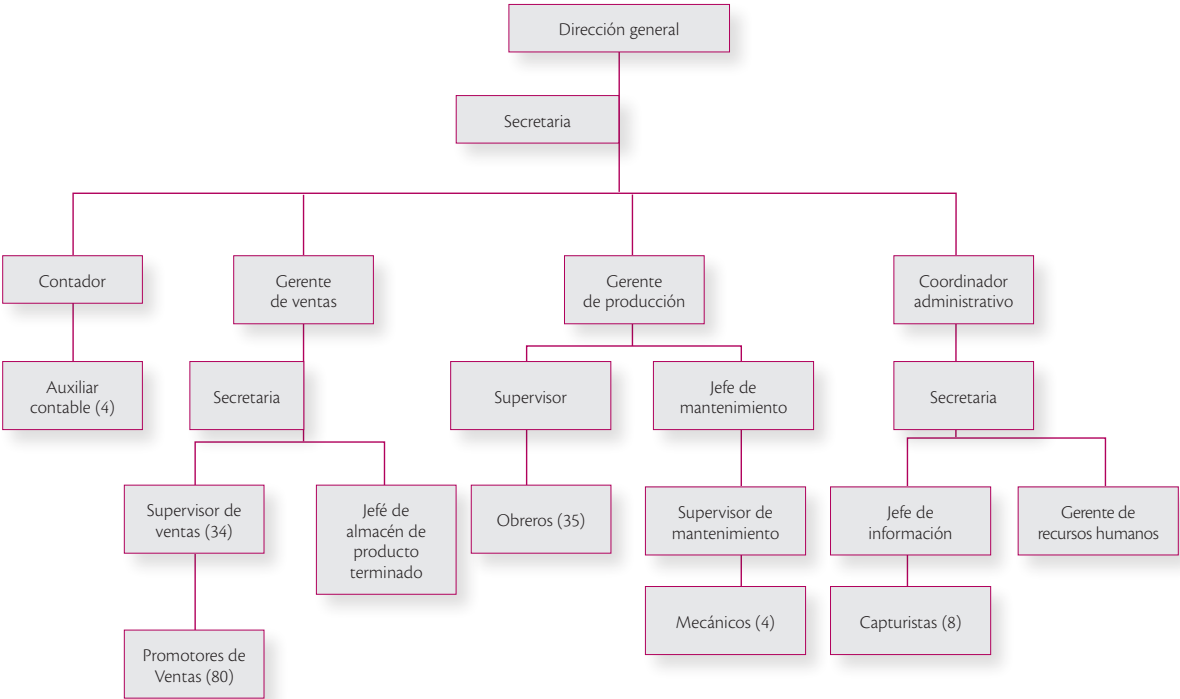 Dirección general
Secretaria
Contador
Gerente
de ventas
Gerente
de producción
Coordinador
administrativo
Auxiliar
contable (4)
Secretaria
Supervisor
Jefe de
mantenimiento
Secretaria
Supervisor de
ventas (34)
Jefé de
almacén de
producto
terminado
Obreros (35)
Supervisor de
mantenimiento
Jefe de
información
Gerente de
recursos humanos
Promotores de
Ventas (80)
Mecánicos (4)
Capturistas (8)